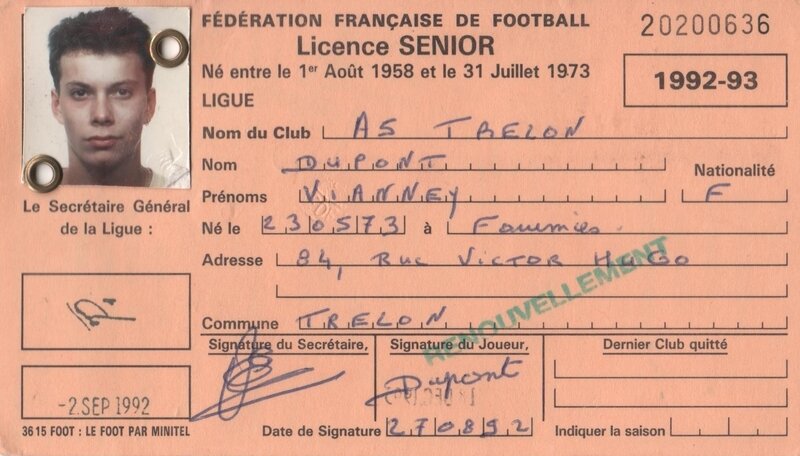 FÉDÉRATION FRANÇAISE DE FOOTBALL
20200636
Licence SENIOR
Né entre le 1er Août 1958 et le 31 Juillet 1973
1992-93
LIGUE
Nom du Club AS TRELON
Nom DUPONT
Nationalité
Prénoms VIANNEY F
Le Secrétaire Général
de la Ligue :
Né le 230573 à Fourmies
Adresse 84, Rue Victor Hugo
RENOUVELLEMENT
Commune TRELON
Signature du Secrétaire,
Signature du Joueur,
Dernier Club quitté
Dupont
-2 SEP 1992
3615 FOOT : LE FOOT PAR MINITEL
Date de Signature 270892
Indiquer la saison